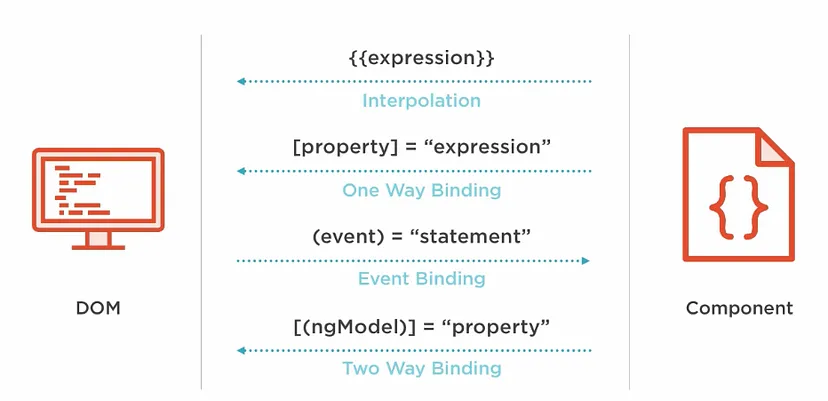 {{expression}}
Interpolation
[property] = “expression”
One Way Binding
(event) = “statement”
Event Binding
[(ngModel)] = “property”
Two Way Binding
DOM
{ }
Component